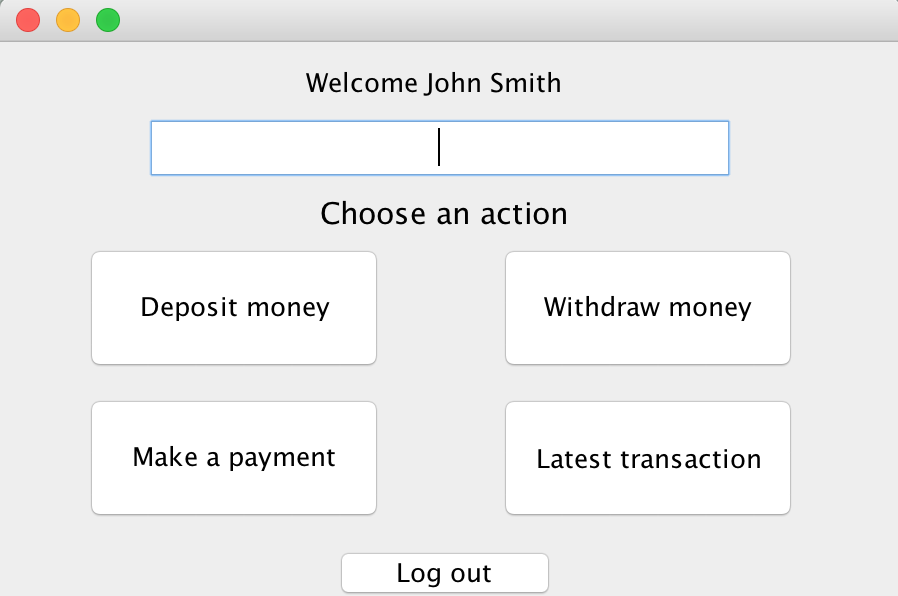 Welcome John Smith
Choose an action
Deposit money
Withdraw money
Make a payment
Latest transaction
Log out